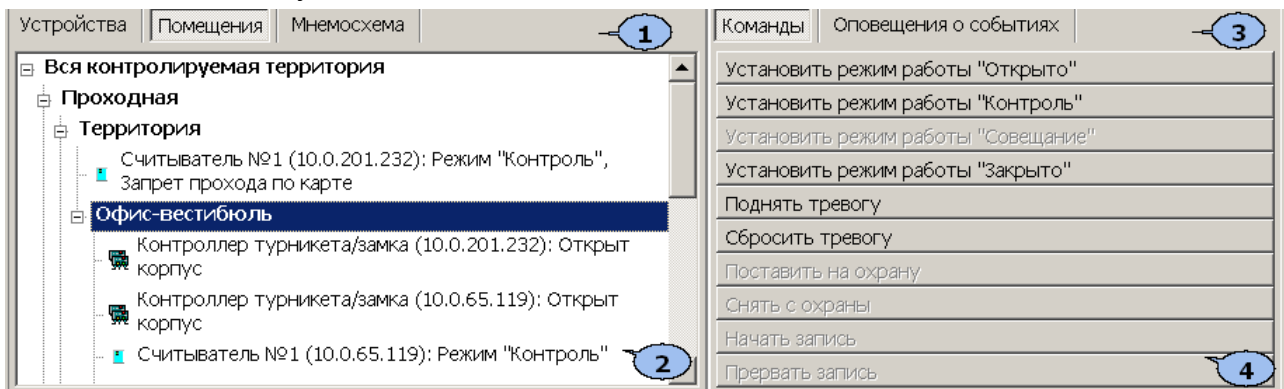 Устройства Помещения Мнемосхема 1
Вся контролируемая территория
Проходная
Территория
Считыватель №1 (10.0.201.232): Режим "Контроль",
Запрет прохода по карте
Офис-вестибюль
Контроллер турникета/замка (10.0.201.232): Открыт
корпус
Контроллер турникета/замка (10.0.65.119): Открыт
корпус
Считыватель №1 (10.0.65.119): Режим "Контроль"
2
Команды Оповещения о событиях 3
Установить режим работы "Открыто"
Установить режим работы "Контроль"
Установить режим работы "Совещание"
Установить режим работы "Закрыто"
Поднять тревогу
Сбросить тревогу
Поставить на охрану
Снять с охраны
Начать запись
Прервать запись
4